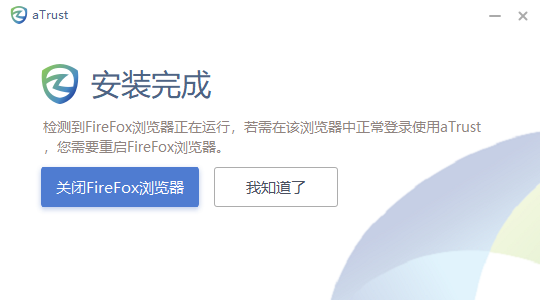 aTrust
安装完成
检测到FireFox浏览器正在运行，若需在该浏览器中正常登录使用aTrust
，您需要重启FireFox浏览器。
关闭FireFox浏览器 我知道了